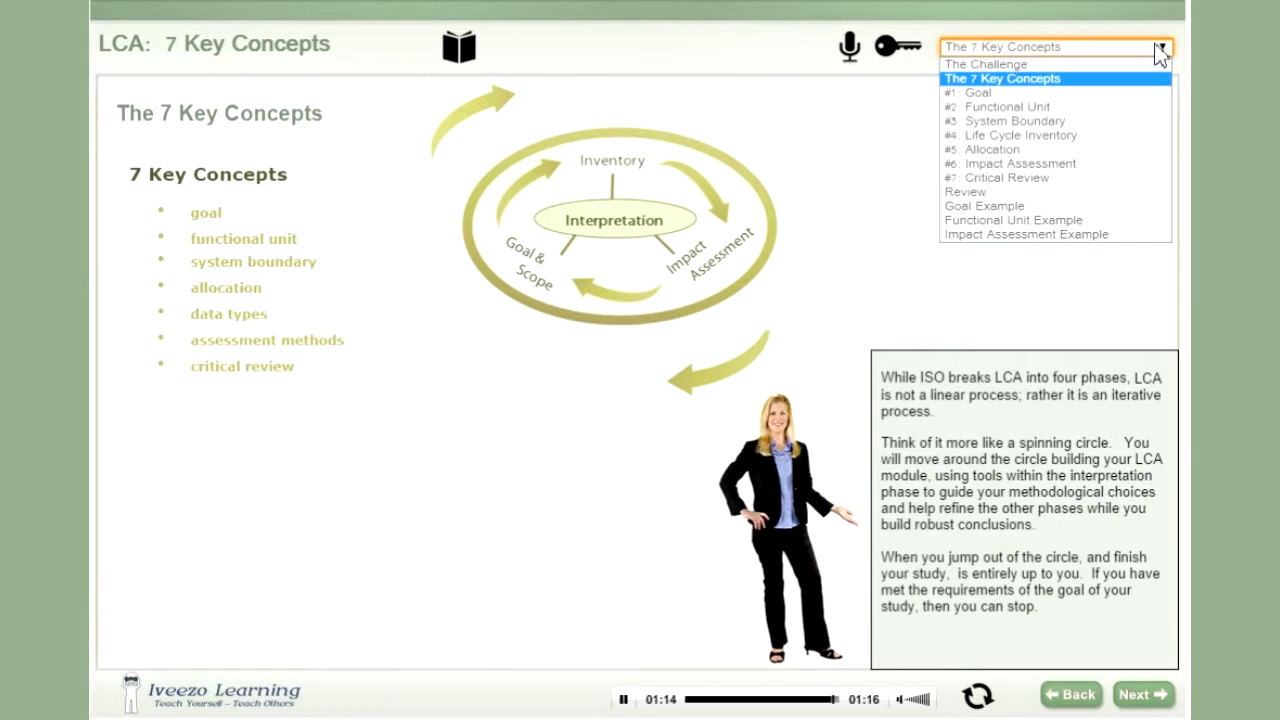 LCA: 7 Key Concepts
The 7 Key Concepts
The Challenge
The 7 Key Concepts
#1: Goal
#2: Functional Unit
#3: System Boundary
#4: Life Cycle Inventory
#5: Allocation
#6: Impact Assessment
#7: Critical Review
Review
Goal Example
Functional Unit Example
Impact Assessment Example
The 7 Key Concepts
7 Key Concepts
• goal
• functional unit
• system boundary
• allocation
• data types
• assessment methods
• critical review
Inventory
Interpretation
Goal &
Scope
Impact
Assessment
While ISO breaks LCA into four phases, LCA
is not a linear process; rather it is an iterative
process.
Think of it more like a spinning circle. You
will move around the circle building your LCA
module, using tools within the interpretation
phase to guide your methodological choices
and help refine the other phases while you
build robust conclusions.
When you jump out of the circle, and finish
your study, is entirely up to you. If you have
met the requirements of the goal of your
study, then you can stop.
Iveezo Learning
Teach Yourself - Teach Others
01:14
01:16
Back
Next